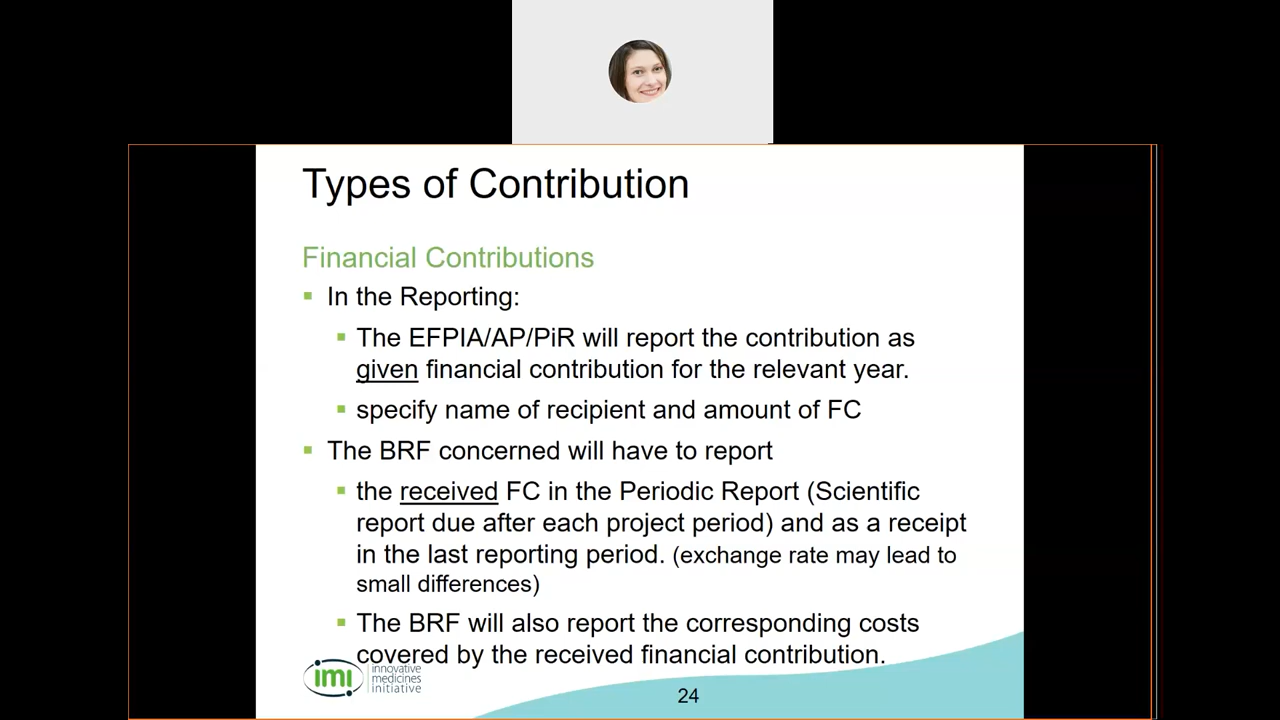 Types of Contribution
Financial Contributions
In the Reporting:
The EFPIA/AP/PiR will report the contribution as
given financial contribution for the relevant year.
specify name of recipient and amount of FC
The BRF concerned will have to report
the received FC in the Periodic Report (Scientific
report due after each project period) and as a receipt
in the last reporting period. (exchange rate may lead to
small differences)
The BRF will also report the corresponding costs
covered by the received financial contribution.
imi
innovative
medicines
initiative
24